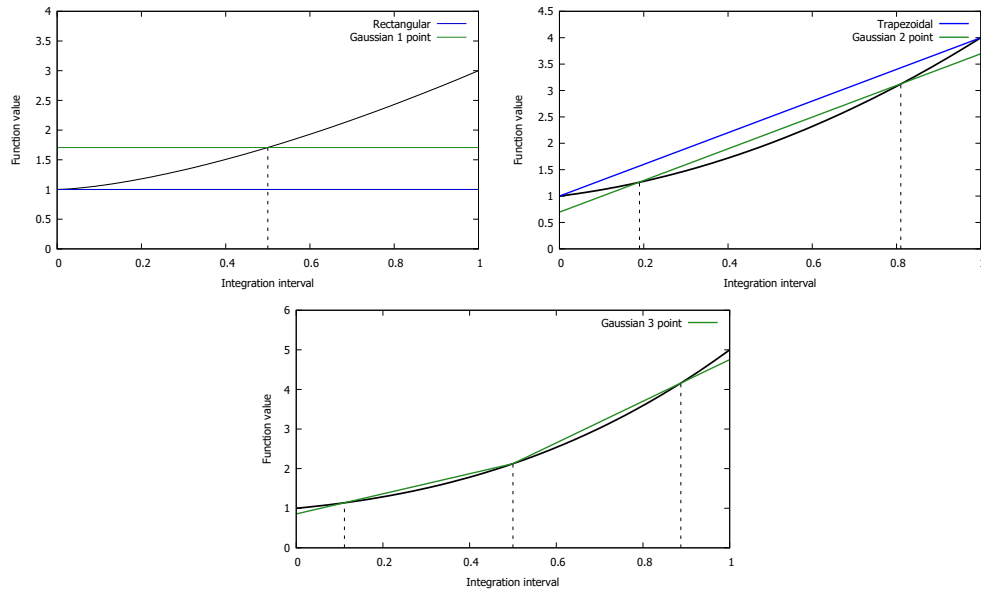 4
3.5
3
2.5
2
1.5
1
0.5
0
Function value
Rectangular
Gaussian 1 point
0 0.2 0.4 0.6 0.8 1
Integration interval
4.5
4
3.5
3
2.5
2
1.5
1
0.5
0
Function value
Trapezoidal
Gaussian 2 point
0 0.2 0.4 0.6 0.8 1
Integration interval
6
5
4
3
2
1
0
Function value
Gaussian 3 point
0 0.2 0.4 0.6 0.8 1
Integration interval